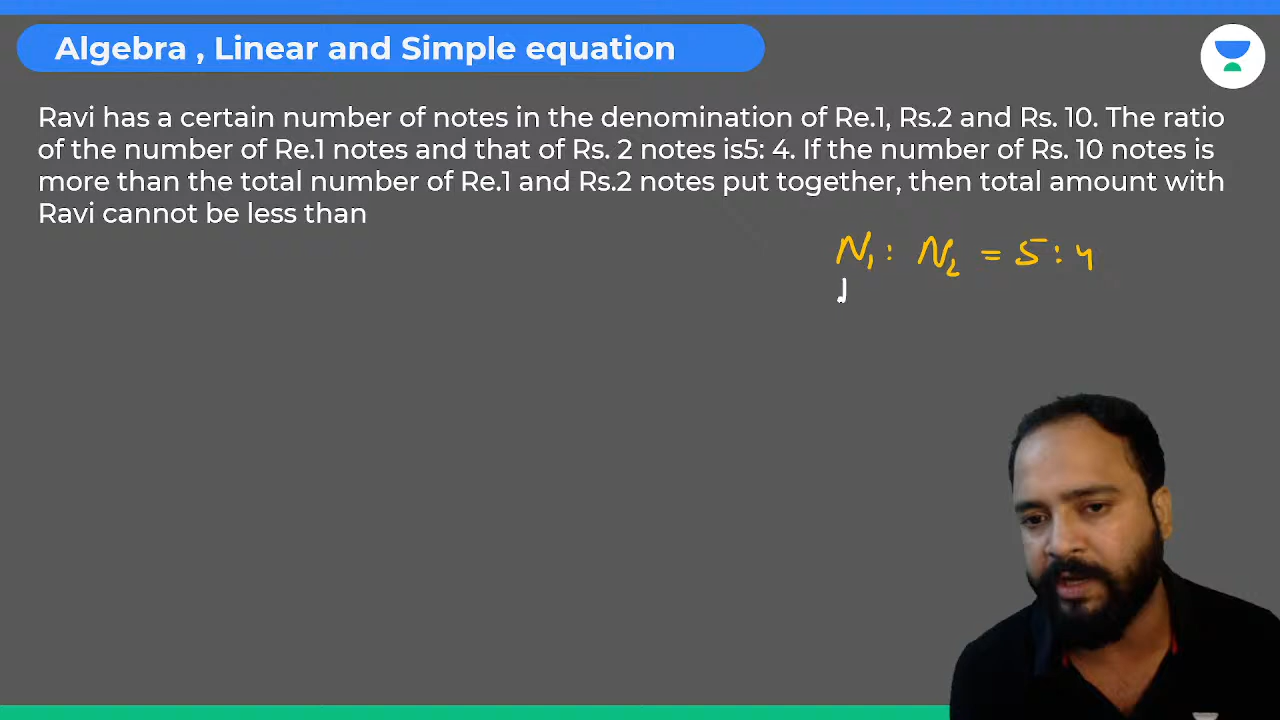 Algebra , Linear and Simple equation
Ravi has a certain number of notes in the denomination of Re.1, Rs.2 and Rs. 10. The ratio
of the number of Re.1 notes and that of Rs. 2 notes is5: 4. If the number of Rs. 10 notes is
more than the total number of Re.1 and Rs.2 notes put together, then total amount with
Ravi cannot be less than
N₁ : N₂ = 5 : 4